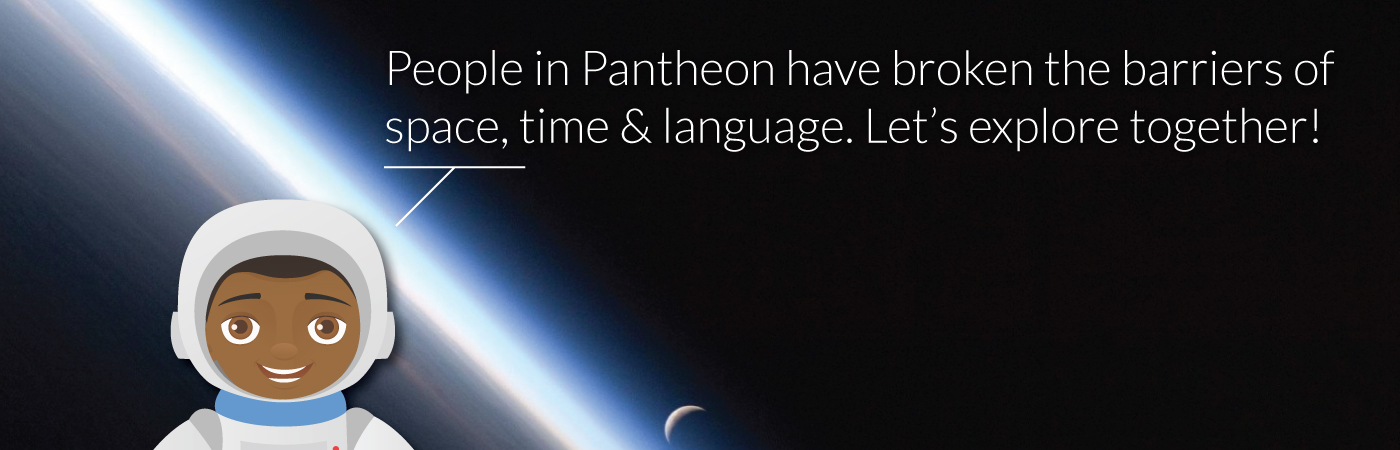 People in Pantheon have broken the barriers of
space, time & language. Let’s explore together!